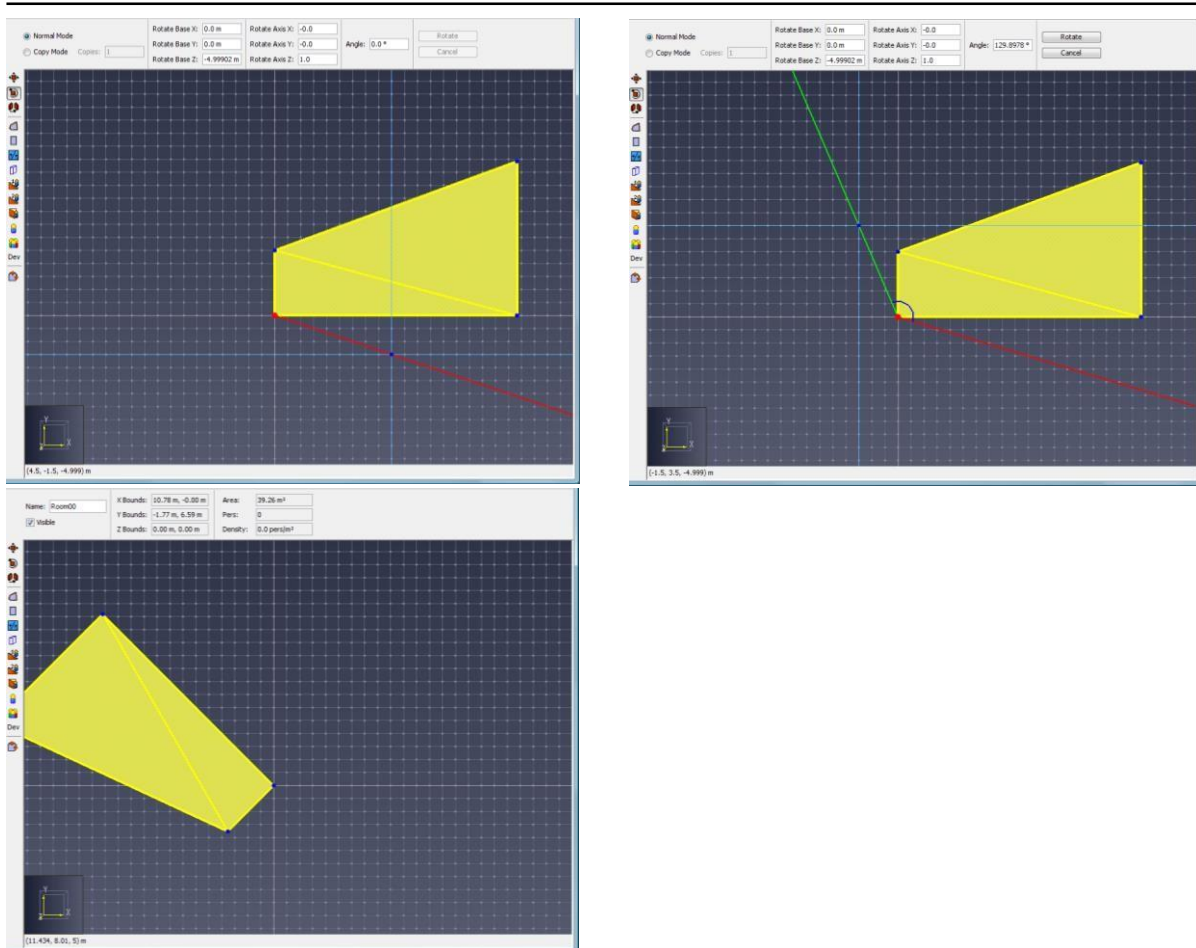 Normal Mode
Copy Mode Copies: 1
Rotate Base X: 0.0 m
Rotate Base Y: 0.0 m
Rotate Base Z: -4.99902 m
Rotate Axis X: -0.0
Rotate Axis Y: -0.0
Rotate Axis Z: 1.0
Angle: 0.0 °
Rotate
Cancel
Dev
Y
X
(4.5, -1.5, -4.999) m
Normal Mode
Copy Mode Copies: 1
Rotate Base X: 0.0 m
Rotate Base Y: 0.0 m
Rotate Base Z: -4.99902 m
Rotate Axis X: -0.0
Rotate Axis Y: -0.0
Rotate Axis Z: 1.0
Angle: 129.8978 °
Rotate
Cancel
Dev
Y
X
(-1.5, 3.5, -4.999) m
Name: Room00
Visible
X Bounds: 10.78 m, -0.00 m
Y Bounds: -1.77 m, 6.59 m
Z Bounds: 0.00 m, 0.00 m
Area: 39.26 m²
Pers: 0
Density: 0.0 pers/m²
Dev
Y
X
(11.434, 8.01, 5) m